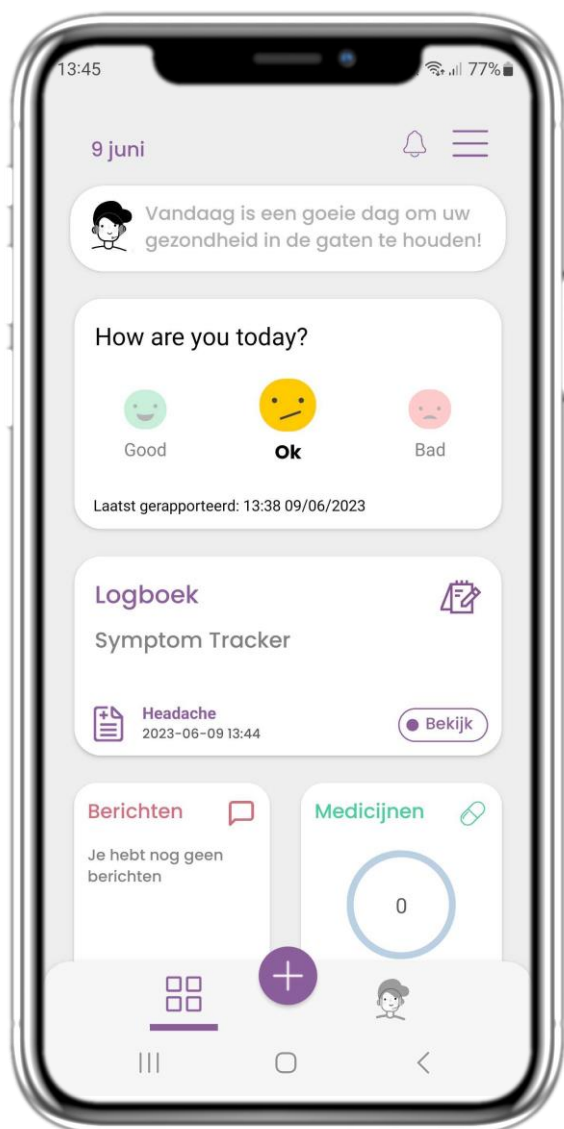 13:45
77%
9 juni
Vandaag is een goeie dag om uw
gezondheid in de gaten te houden!
How are you today?
Good
Ok
Bad
Laatst gerapporteerd: 13:38 09/06/2023
Logboek
Symptom Tracker
Headache
2023-06-09 13:44
Bekijk
Berichten
Je hebt nog geen
berichten
Medicijnen
0